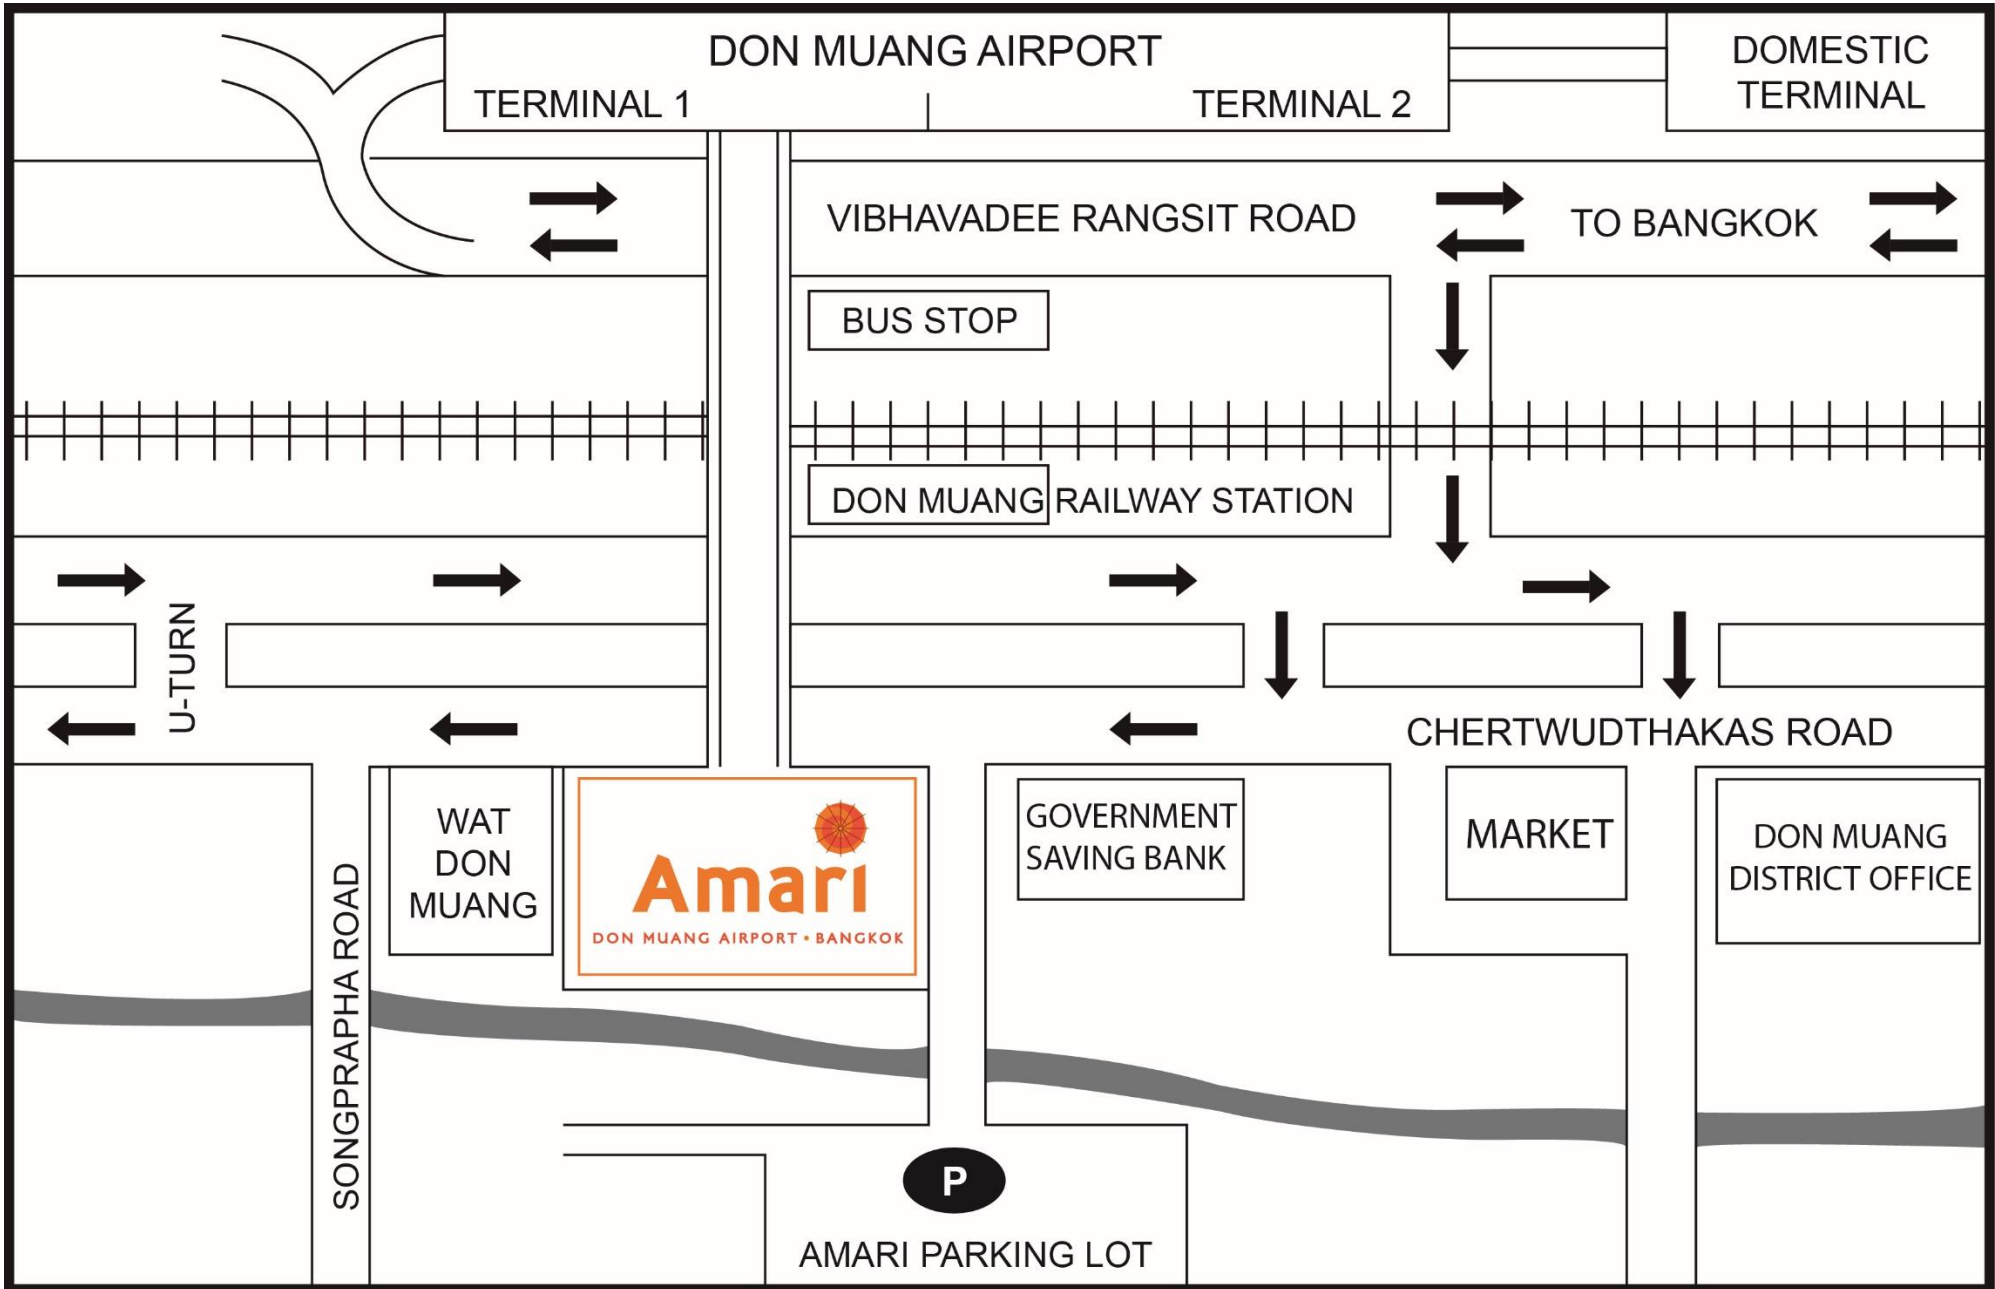 DON MUANG AIRPORT
TERMINAL 1
TERMINAL 2
DOMESTIC
TERMINAL
VIBHAVADEE RANGSIT ROAD
TO BANGKOK
BUS STOP
DON MUANG RAILWAY STATION
U-TURN
CHERTWUDTHAKAS ROAD
SONGPRAPHA ROAD
WAT
DON
MUANG
Amari
DON MUANG AIRPORT • BANGKOK
GOVERNMENT
SAVING BANK
MARKET
DON MUANG
DISTRICT OFFICE
P
AMARI PARKING LOT